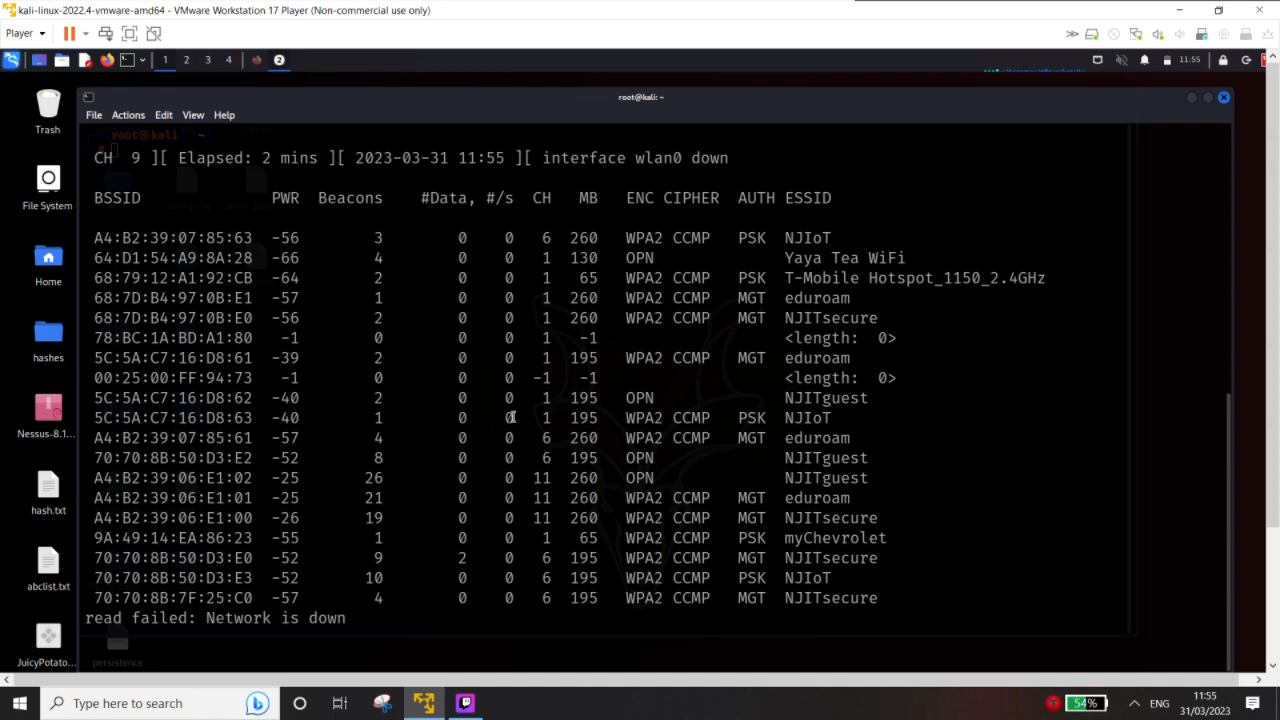 kali-linux-2022.4-vmware-amd64 - VMware Workstation 17 Player (Non-commercial use only)
Player
1 2 3 4 2 11:55
root@kali: ~
File Actions Edit View Help
root㉿kali ~
CH 9 ][ Elapsed: 2 mins ][ 2023-03-31 11:55 ][ interface wlan0 down
BSSID PWR Beacons #Data, #/s CH MB ENC CIPHER AUTH ESSID
A4:B2:39:07:85:63 -56 3 0 0 6 260 WPA2 CCMP PSK NJIoT
64:D1:54:A9:8A:28 -66 4 0 0 1 130 OPN Yaya Tea WiFi
68:79:12:A1:92:CB -64 2 0 0 1 65 WPA2 CCMP PSK T-Mobile Hotspot_1150_2.4GHz
68:7D:B4:97:0B:E1 -57 1 0 0 1 260 WPA2 CCMP MGT eduroam
68:7D:B4:97:0B:E0 -56 2 0 0 1 260 WPA2 CCMP MGT NJITsecure
78:BC:1A:BD:A1:80 -1 0 0 0 1 -1 <length: 0>
5C:5A:C7:16:D8:61 -39 2 0 0 1 195 WPA2 CCMP MGT eduroam
00:25:00:FF:94:73 -1 0 0 0 -1 -1 <length: 0>
5C:5A:C7:16:D8:62 -40 2 0 0 1 195 OPN NJITguest
5C:5A:C7:16:D8:63 -40 1 0 0 1 195 WPA2 CCMP PSK NJIoT
A4:B2:39:07:85:61 -57 4 0 0 6 260 WPA2 CCMP MGT eduroam
70:70:8B:50:D3:E2 -52 8 0 0 6 195 OPN NJITguest
A4:B2:39:06:E1:02 -25 26 0 0 11 260 OPN NJITguest
A4:B2:39:06:E1:01 -25 21 0 0 11 260 WPA2 CCMP MGT eduroam
A4:B2:39:06:E1:00 -26 19 0 0 11 260 WPA2 CCMP MGT NJITsecure
9A:49:14:EA:86:23 -55 1 0 0 1 65 WPA2 CCMP PSK myChevrolet
70:70:8B:50:D3:E0 -52 9 2 0 6 195 WPA2 CCMP MGT NJITsecure
70:70:8B:50:D3:E3 -52 10 0 0 6 195 WPA2 CCMP PSK NJIoT
70:70:8B:7F:25:C0 -57 4 0 0 6 195 WPA2 CCMP MGT NJITsecure
read failed: Network is down
Trash
File System
Home
hashes
Nessus-8.1...
hash.txt
abclist.txt
JuicyPotato...
persistence
Type here to search
54%
ENG
11:55
31/03/2023